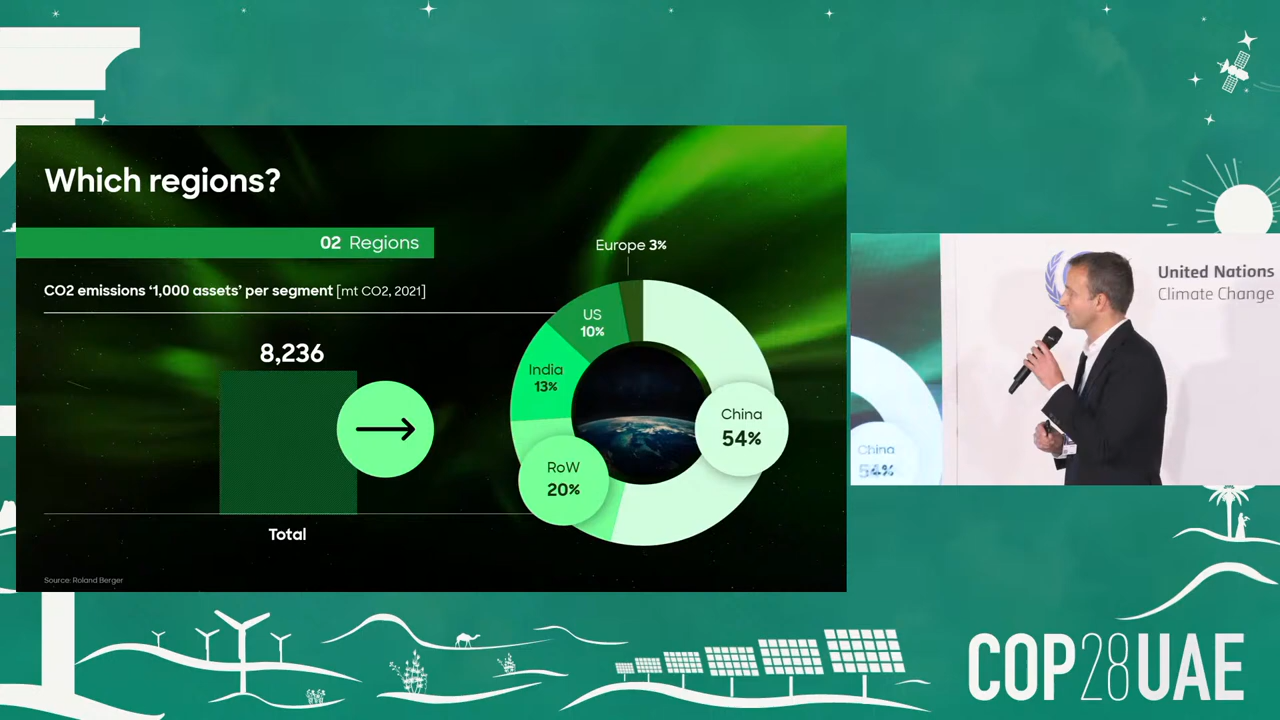 Which regions?
02 Regions
CO2 emissions ‘1,000 assets’ per segment [mt CO2, 2021]
8,236
Total
Europe 3%
US
10%
India
13%
China
54%
RoW
20%
Source: Roland Berger
United Nations
Climate Change
China
54%
COP28UAE